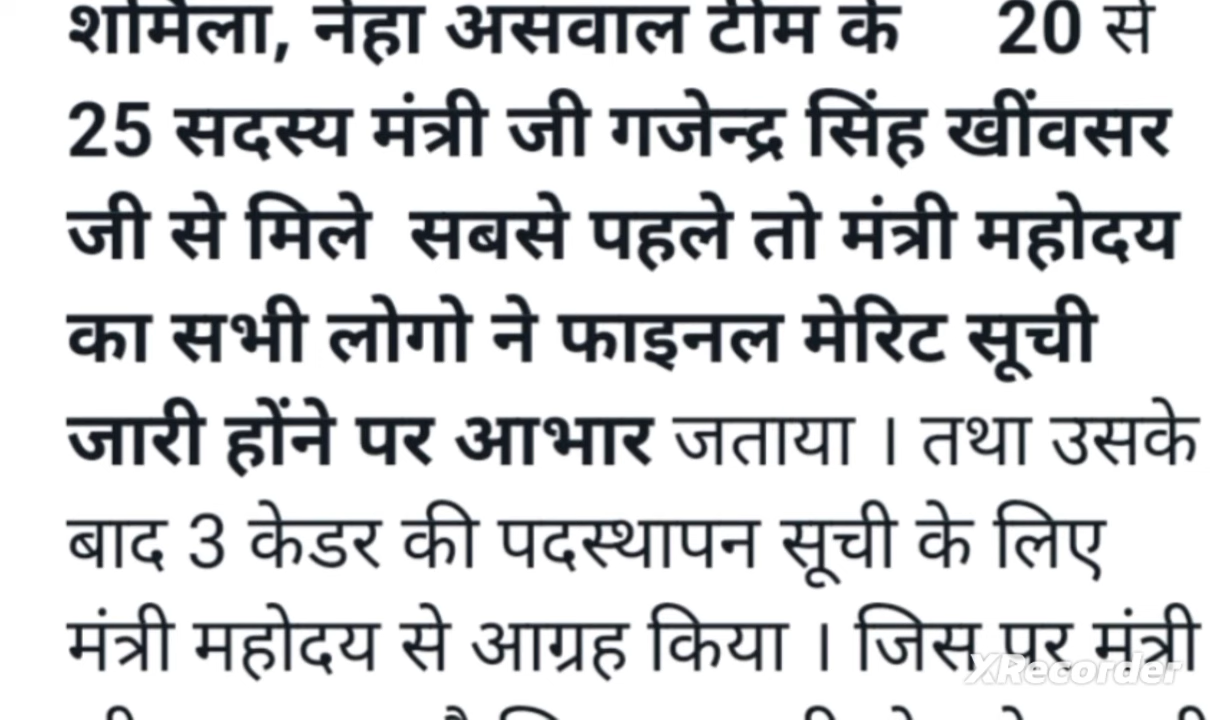 शर्मिला, नेहा असवाल टीम के 20 से
25 सदस्य मंत्री जी गजेन्द्र सिंह खींवसर
जी से मिले सबसे पहले तो मंत्री महोदय
का सभी लोगो ने फाइनल मेरिट सूची
जारी होंने पर आभार जताया । तथा उसके
बाद 3 केडर की पदस्थापन सूची के लिए
मंत्री महोदय से आग्रह किया । जिस पर मंत्री
XRecorder